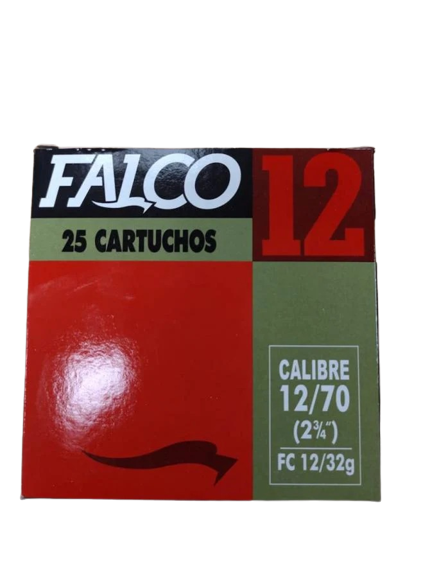 FALCO
12
25 CARTUCHOS
CALIBRE
12/70
(2¾")
FC 12/32g